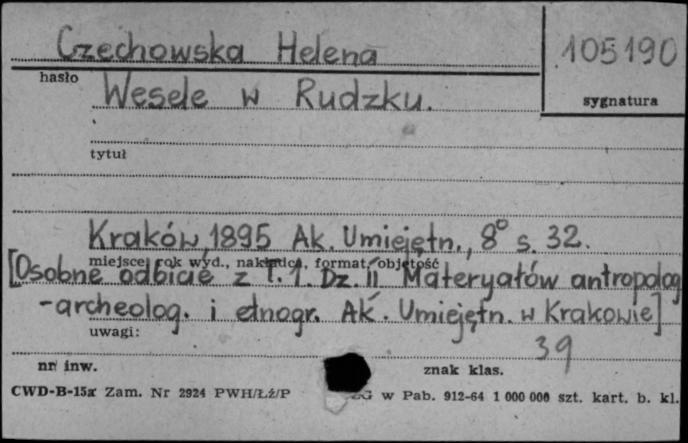 Czechowska Helena
105190
hasło
sygnatura
Wesele w Rudzku.
tytuł
Kraków, 1895 Ak. Umiejętn., 8° s. 32.
miejsce, rok wyd., nakładca, format, objętość
[Osobne odbicie z T. 1. Dz. II Materyałów antropolog
-archeolog. i etnogr. Ak. Umiejętn. w Krakowie]
uwagi:
39
nr inw.
znak klas.
CWD-B-15a Zam. Nr 2924 PWH/Łź/P w Pab. 912-64 1 000 000 szt. kart. b. kl.